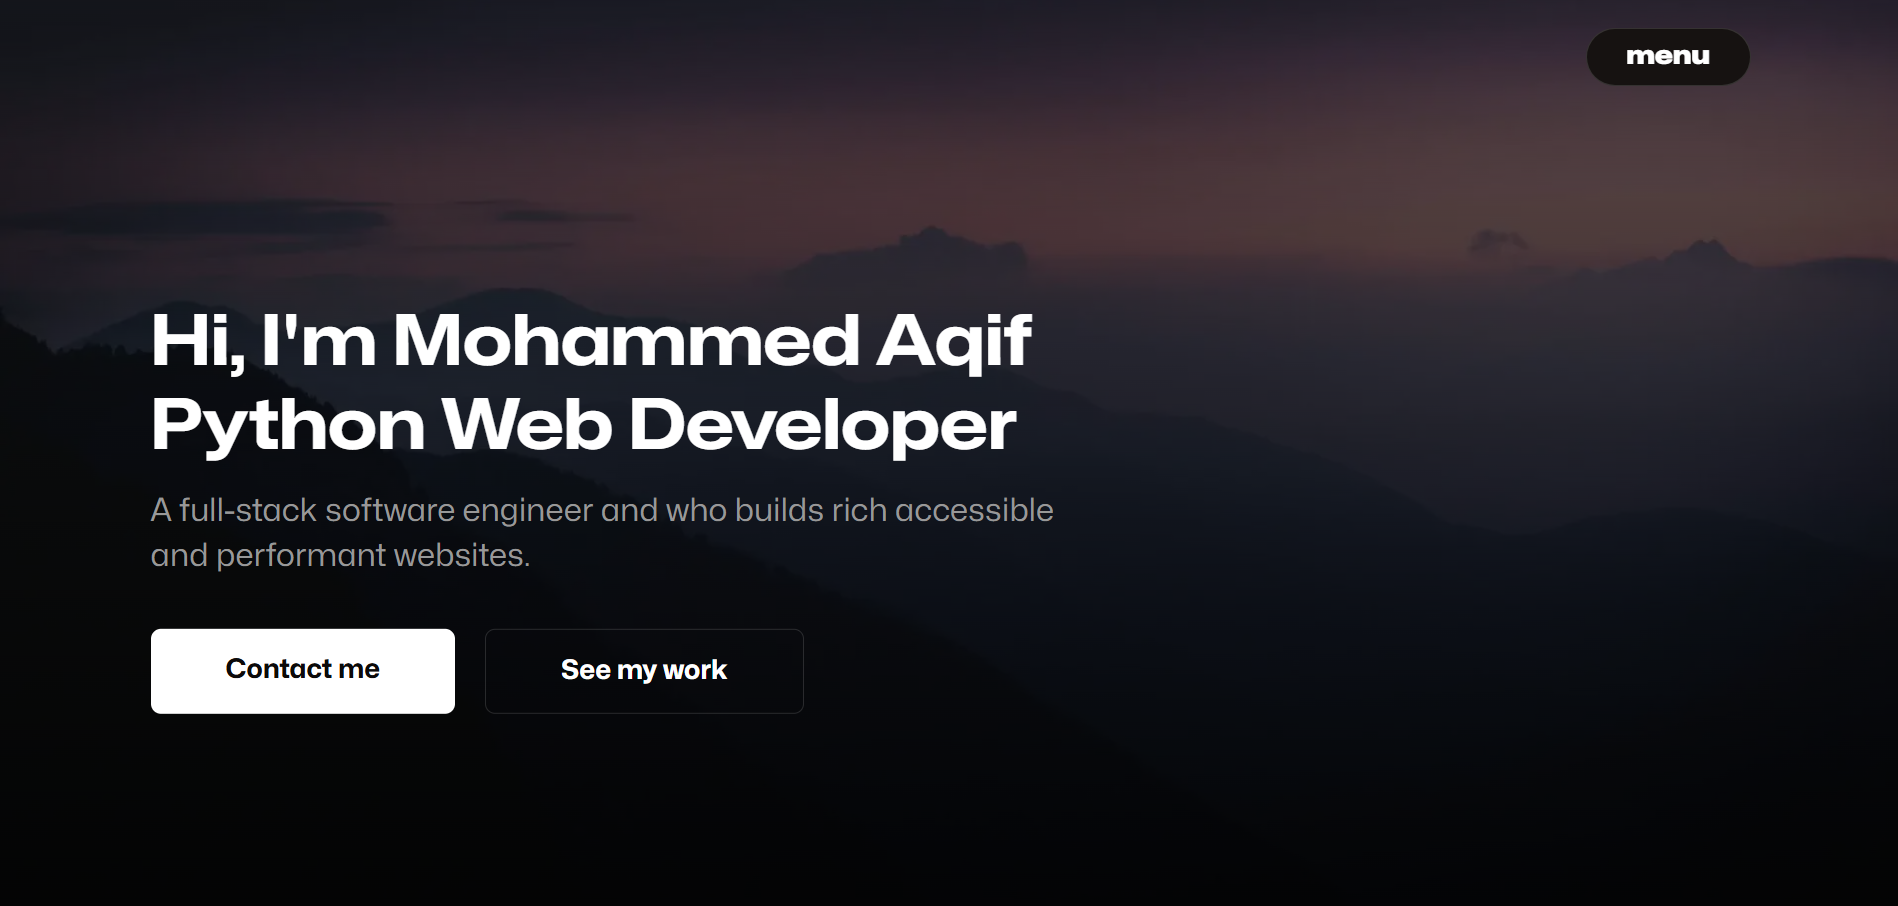 menu
Hi, I'm Mohammed Aqif
Python Web Developer
A full-stack software engineer and who builds rich accessible
and performant websites.
Contact me
See my work